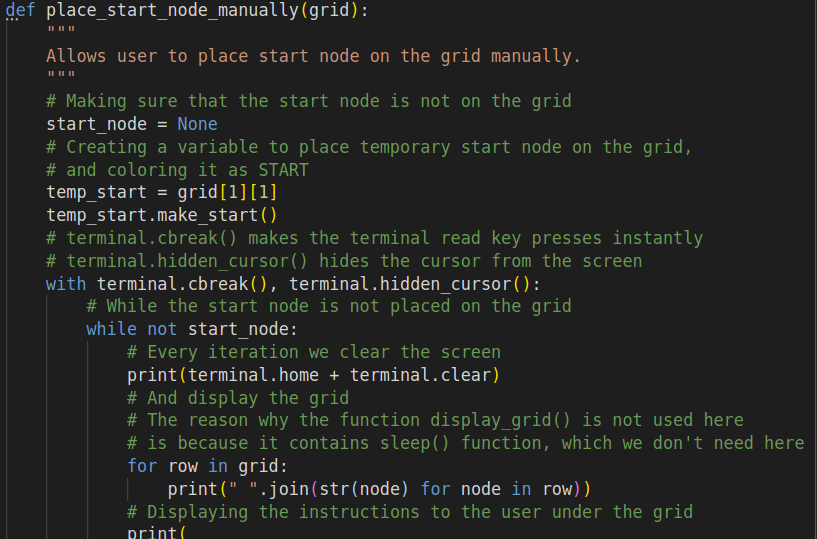 def place_start_node_manually(grid):
    """
    Allows user to place start node on the grid manually.
    """
    # Making sure that the start node is not on the grid
    start_node = None
    # Creating a variable to place temporary start node on the grid,
    # and coloring it as START
    temp_start = grid[1][1]
    temp_start.make_start()
    # terminal.cbreak() makes the terminal read key presses instantly
    # terminal.hidden_cursor() hides the cursor from the screen
    with terminal.cbreak(), terminal.hidden_cursor():
        # While the start node is not placed on the grid
        while not start_node:
            # Every iteration we clear the screen
            print(terminal.home + terminal.clear)
            # And display the grid
            # The reason why the function display_grid() is not used here
            # is because it contains sleep() function, which we don't need here
            for row in grid:
                print(" ".join(str(node) for node in row))
            # Displaying the instructions to the user under the grid
            print(